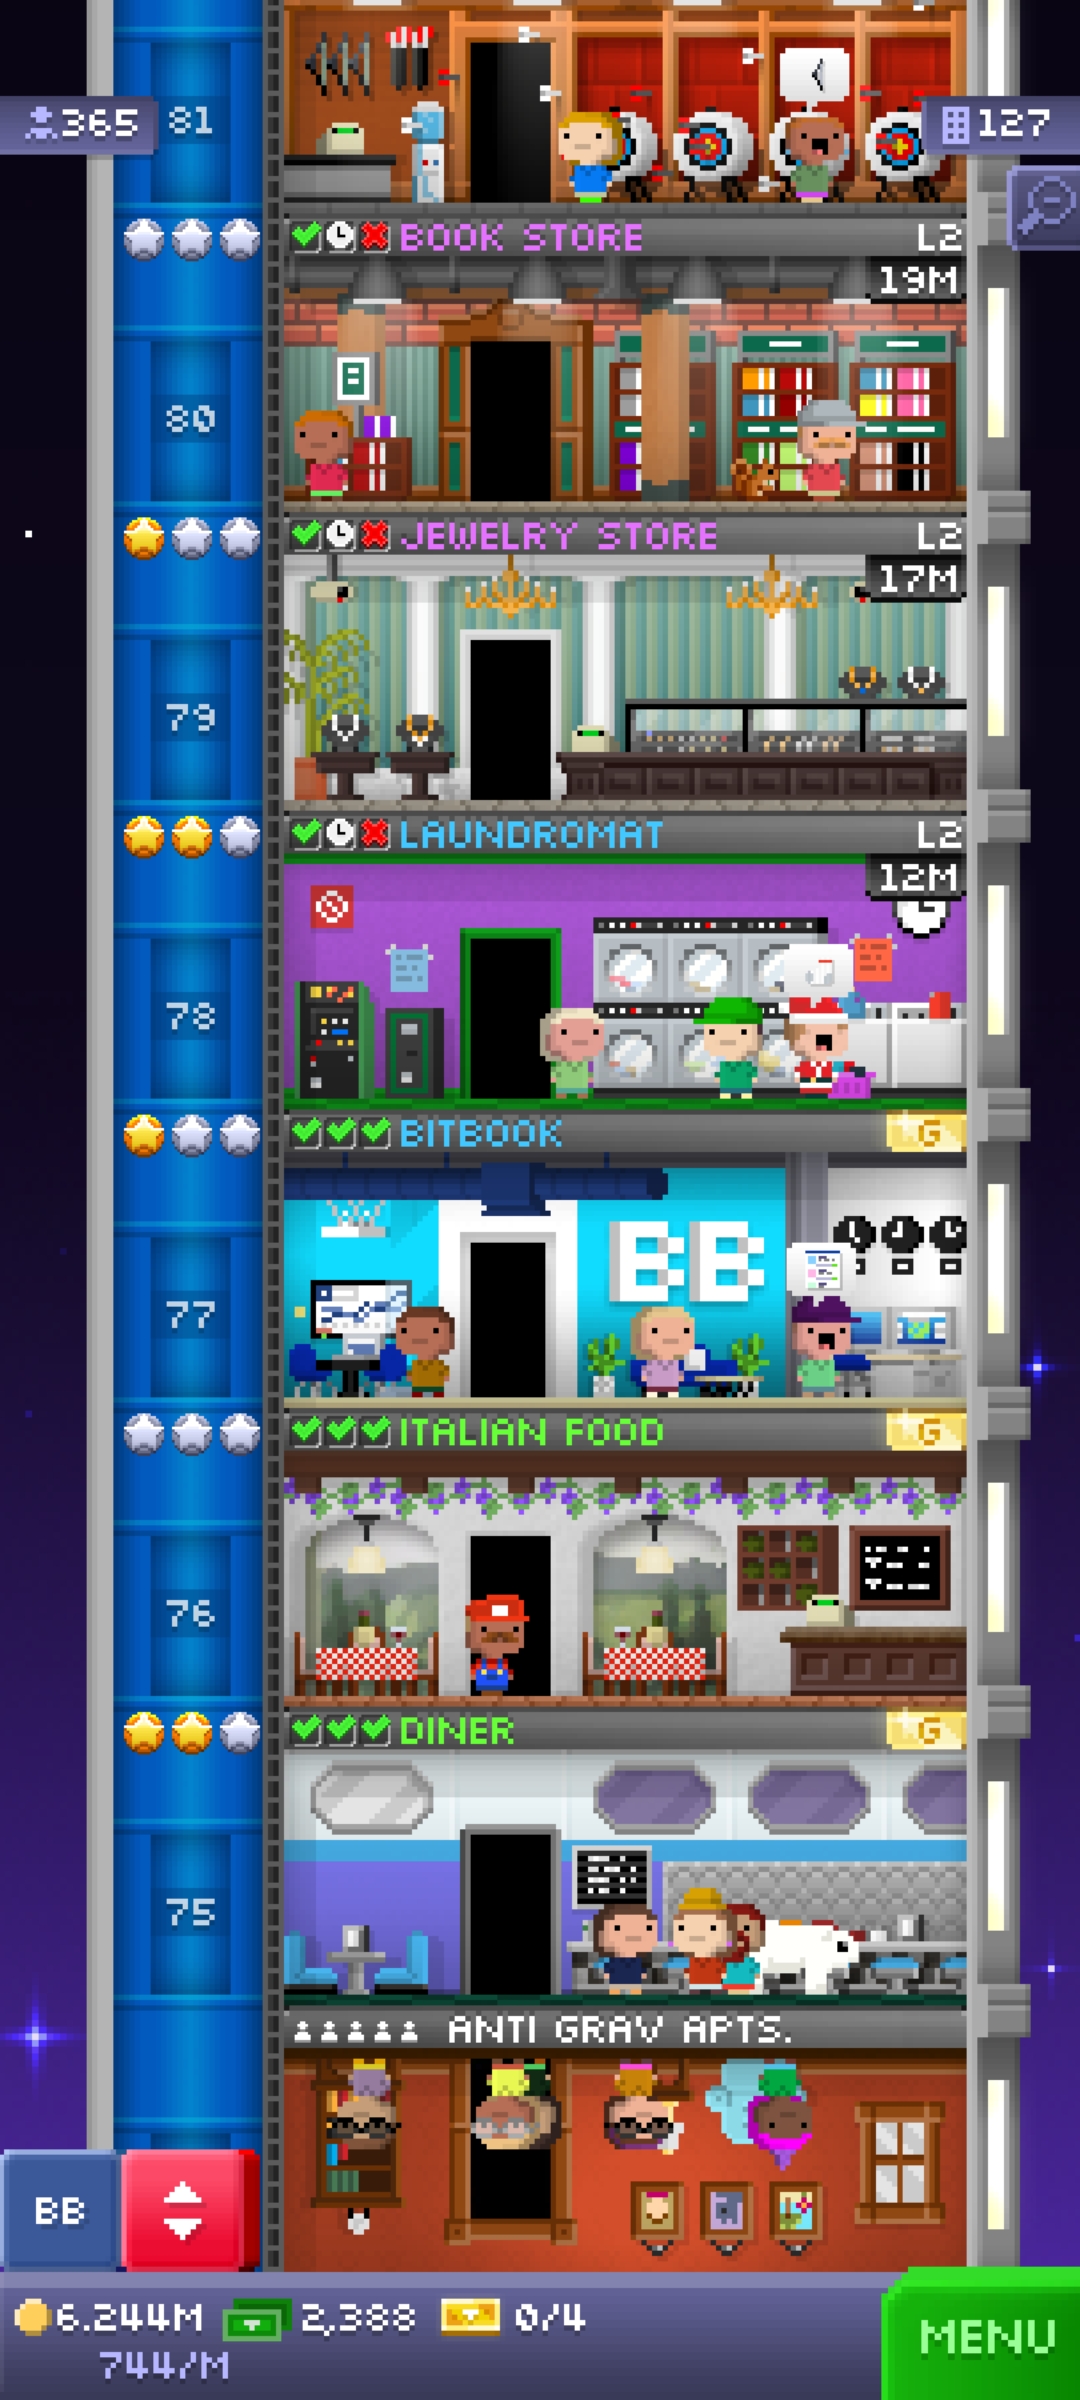 81
365
127
BOOK STORE L2
19M
80
JEWELRY STORE L2
17M
79
LAUNDROMAT L2
12M
78
BITBOOK G
BB
77
ITALIAN FOOD G
76
DINER G
75
ANTI GRAV APTS.
BB
6.244M 2,388 0/4
744/M
MENU